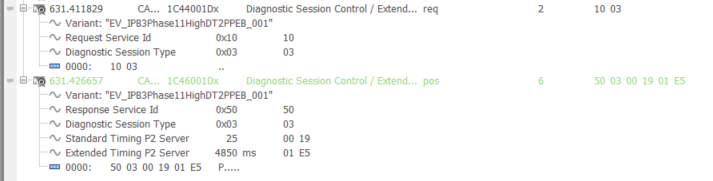 631.411829 CA... 1C44001Dx Diagnostic Session Control / Extend... req 2 10 03
Variant: "EV_IPB3Phase11HighDT2PPEB_001"
Request Service Id 0x10 10
Diagnostic Session Type 0x03 03
0000: 10 03 ..
631.426657 CA... 1C46001Dx Diagnostic Session Control / Extend... pos 6 50 03 00 19 01 E5
Variant: "EV_IPB3Phase11HighDT2PPEB_001"
Response Service Id 0x50 50
Diagnostic Session Type 0x03 03
Standard Timing P2 Server 25 00 19
Extended Timing P2 Server 4850 ms 01 E5
0000: 50 03 00 19 01 E5 P.....